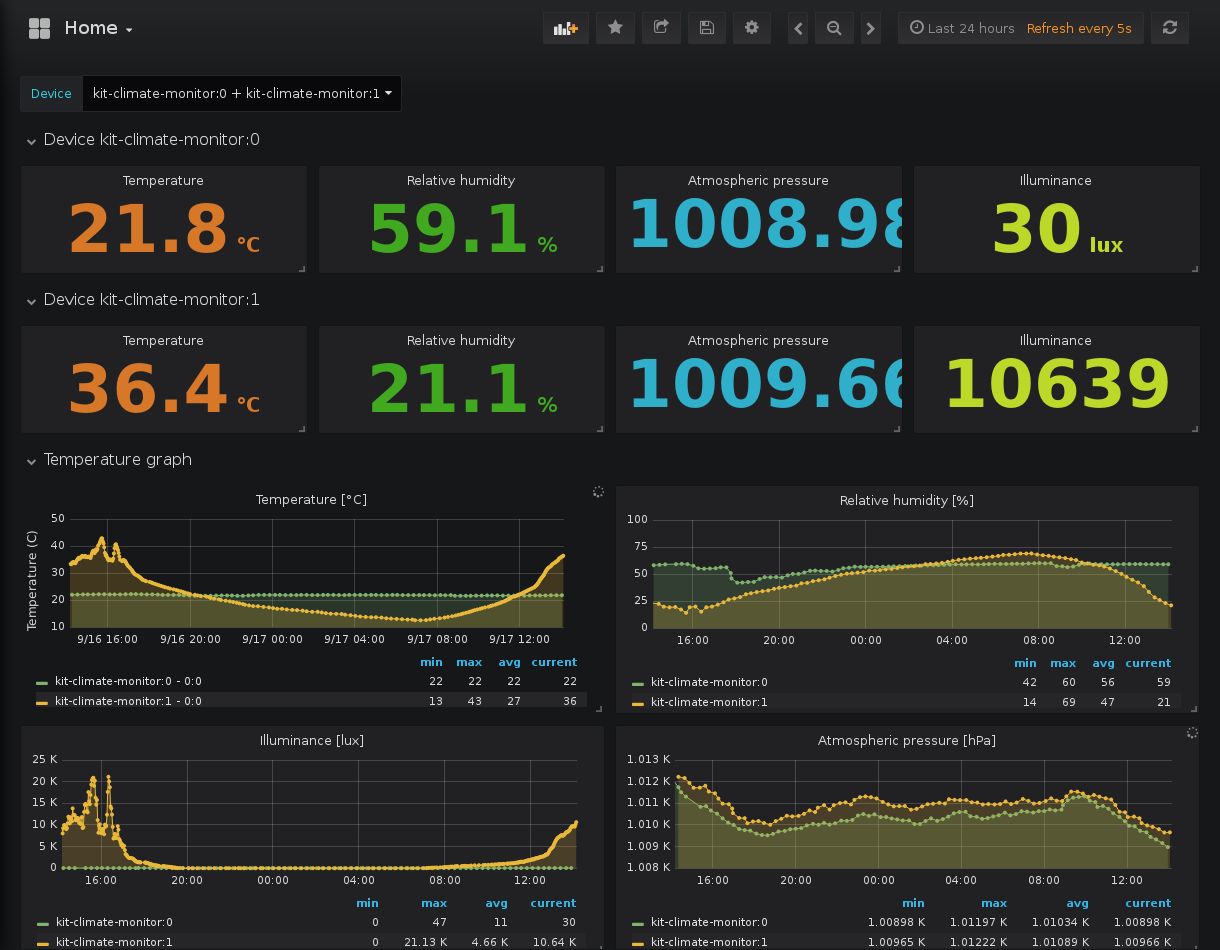 Home
Last 24 hours Refresh every 5s
Device kit-climate-monitor:0 + kit-climate-monitor:1
Device kit-climate-monitor:0
Temperature Relative humidity Atmospheric pressure Illuminance
21.8 °C 59.1 % 1008.98 30 lux
Device kit-climate-monitor:1
Temperature Relative humidity Atmospheric pressure Illuminance
36.4 °C 21.1 % 1009.66 10639
Temperature graph
Temperature [°C]
Temperature (C)
50
40
30
20
10
9/16 16:00 9/16 20:00 9/17 00:00 9/17 04:00 9/17 08:00 9/17 12:00
min max avg current
kit-climate-monitor:0 - 0:0 22 22 22 22
kit-climate-monitor:1 - 0:0 13 43 27 36
Relative humidity [%]
100
75
50
25
0
16:00 20:00 00:00 04:00 08:00 12:00
min max avg current
kit-climate-monitor:0 42 60 56 59
kit-climate-monitor:1 14 69 47 21
Illuminance [lux]
25 K
20 K
15 K
10 K
5 K
0
16:00 20:00 00:00 04:00 08:00 12:00
min max avg current
kit-climate-monitor:0 0 47 11 30
kit-climate-monitor:1 0 21.13 K 4.66 K 10.64 K
Atmospheric pressure [hPa]
1.013 K
1.012 K
1.011 K
1.010 K
1.009 K
1.008 K
16:00 20:00 00:00 04:00 08:00 12:00
min max avg current
kit-climate-monitor:0 1.00898 K 1.01197 K 1.01034 K 1.00898 K
kit-climate-monitor:1 1.00965 K 1.01222 K 1.01089 K 1.00966 K